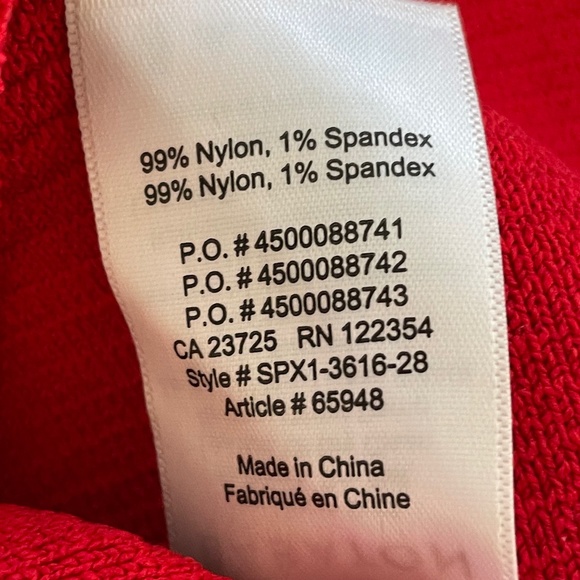 99% Nylon, 1% Spandex
99% Nylon, 1% Spandex
P.O. # 4500088741
P.O. # 4500088742
P.O. # 4500088743
CA 23725 RN 122354
Style # SPX1-3616-28
Article # 65948
Made in China
Fabriqué en Chine